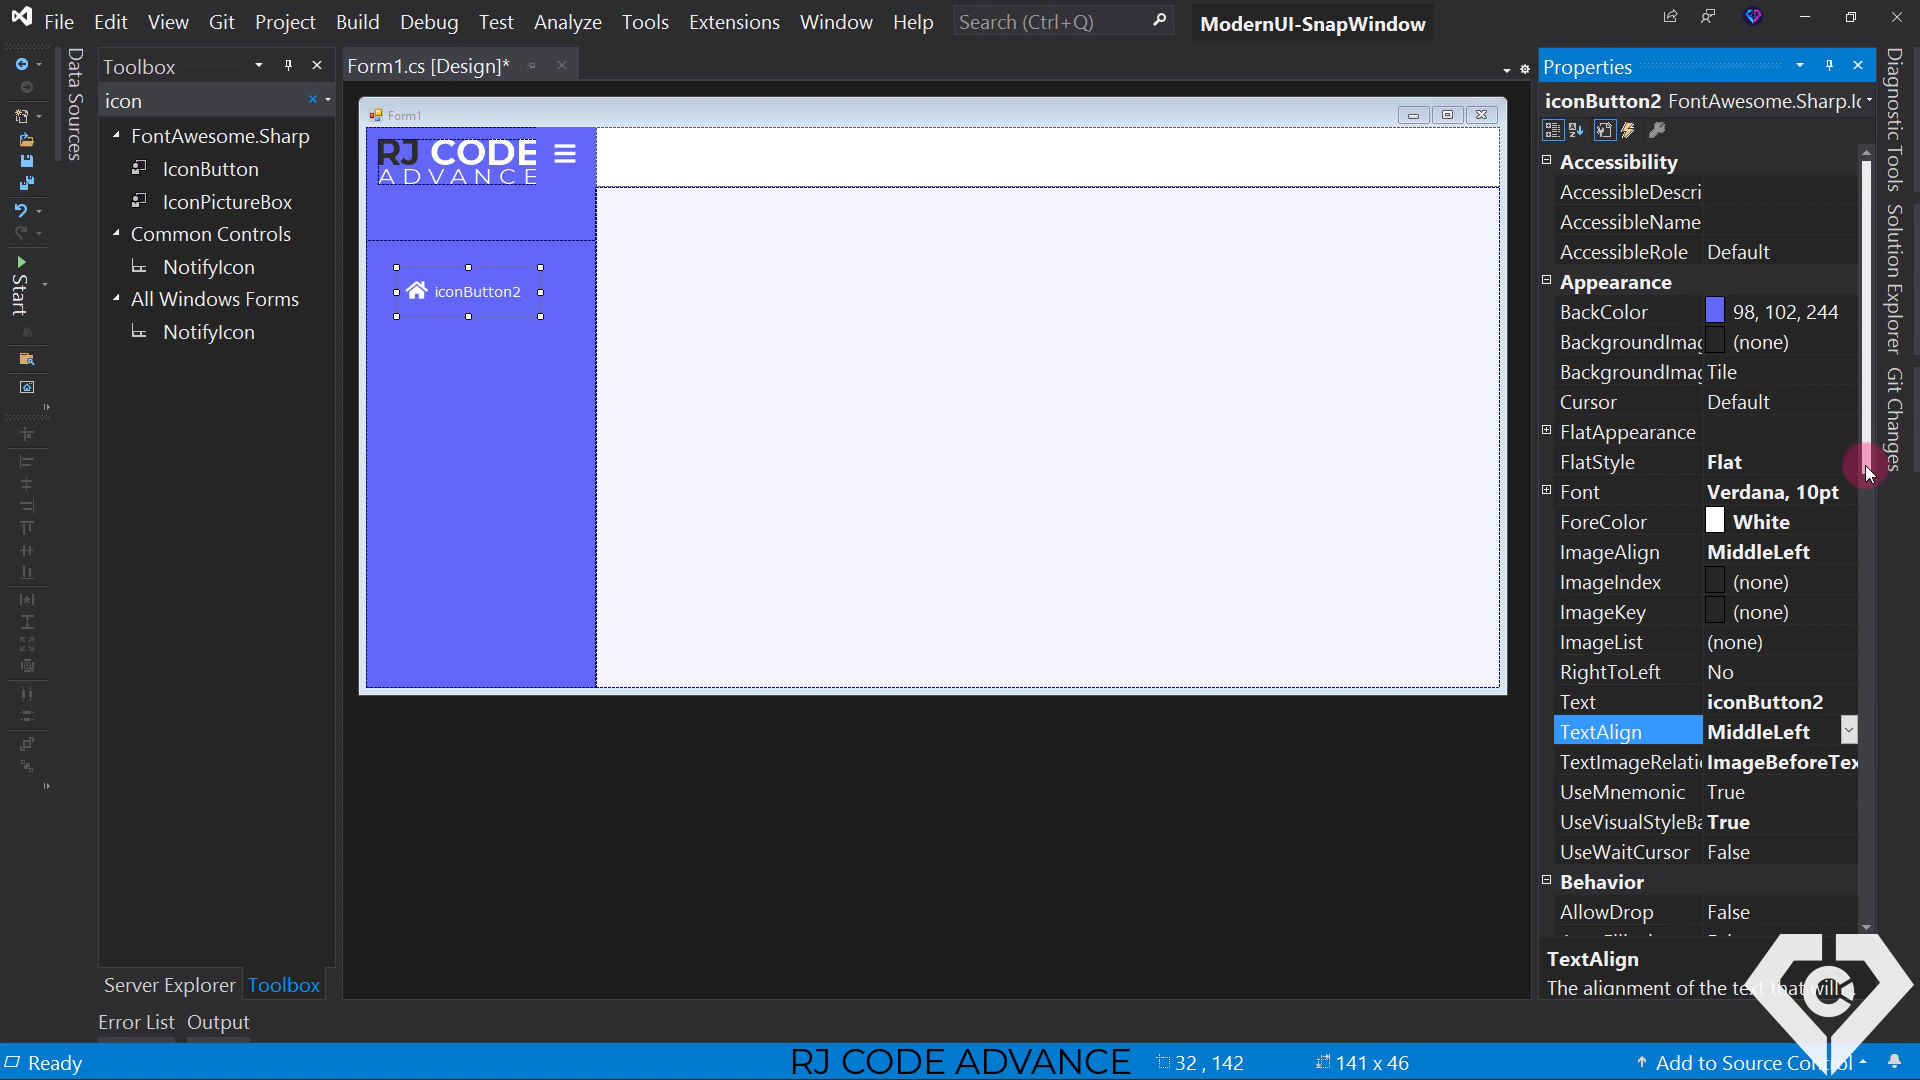 File Edit View Git Project Build Debug Test Analyze Tools Extensions Window Help Search (Ctrl+Q) ModernUI-SnapWindow
Data Sources
Start
Toolbox
icon
FontAwesome.Sharp
IconButton
IconPictureBox
Common Controls
NotifyIcon
All Windows Forms
NotifyIcon
Server Explorer Toolbox
Error List Output
Form1.cs [Design]*
Form1
RJ CODE
ADVANCE
iconButton2
Properties
iconButton2 FontAwesome.Sharp.Ic
Accessibility
AccessibleDescri
AccessibleName
AccessibleRole Default
Appearance
BackColor 98, 102, 244
BackgroundImag (none)
BackgroundImag Tile
Cursor Default
FlatAppearance
FlatStyle Flat
Font Verdana, 10pt
ForeColor White
ImageAlign MiddleLeft
ImageIndex (none)
ImageKey (none)
ImageList (none)
RightToLeft No
Text iconButton2
TextAlign MiddleLeft
TextImageRelati ImageBeforeTex
UseMnemonic True
UseVisualStyleBa True
UseWaitCursor False
Behavior
AllowDrop False
TextAlign
The alignment of the text that will
Diagnostic Tools
Solution Explorer
Git Changes
Ready RJ CODE ADVANCE 32 , 142 141 x 46 Add to Source Control